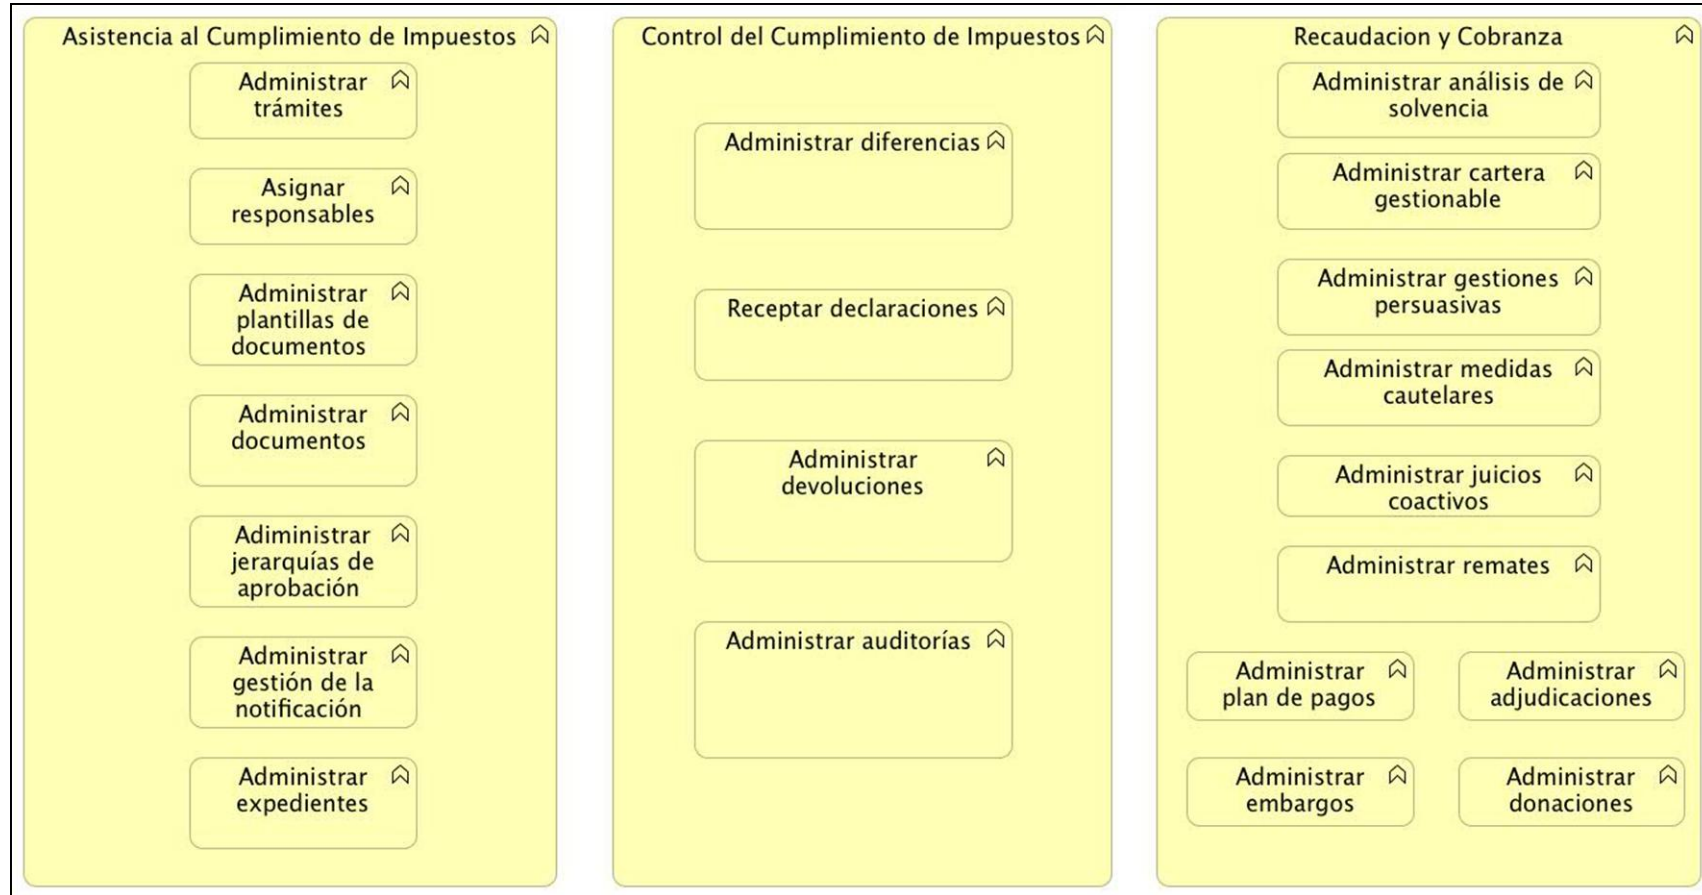 Asistencia al Cumplimiento de Impuestos
Administrar
trámites
Asignar
responsables
Administrar
plantillas de
documentos
Administrar
documentos
Adiministrar
jerarquías de
aprobación
Administrar
gestión de la
notificación
Administrar
expedientes
Control del Cumplimiento de Impuestos
Administrar diferencias
Receptar declaraciones
Administrar
devoluciones
Administrar auditorías
Recaudacion y Cobranza
Administrar análisis de
solvencia
Administrar cartera
gestionable
Administrar gestiones
persuasivas
Administrar medidas
cautelares
Administrar juicios
coactivos
Administrar remates
Administrar
plan de pagos
Administrar
adjudicaciones
Administrar
embargos
Administrar
donaciones